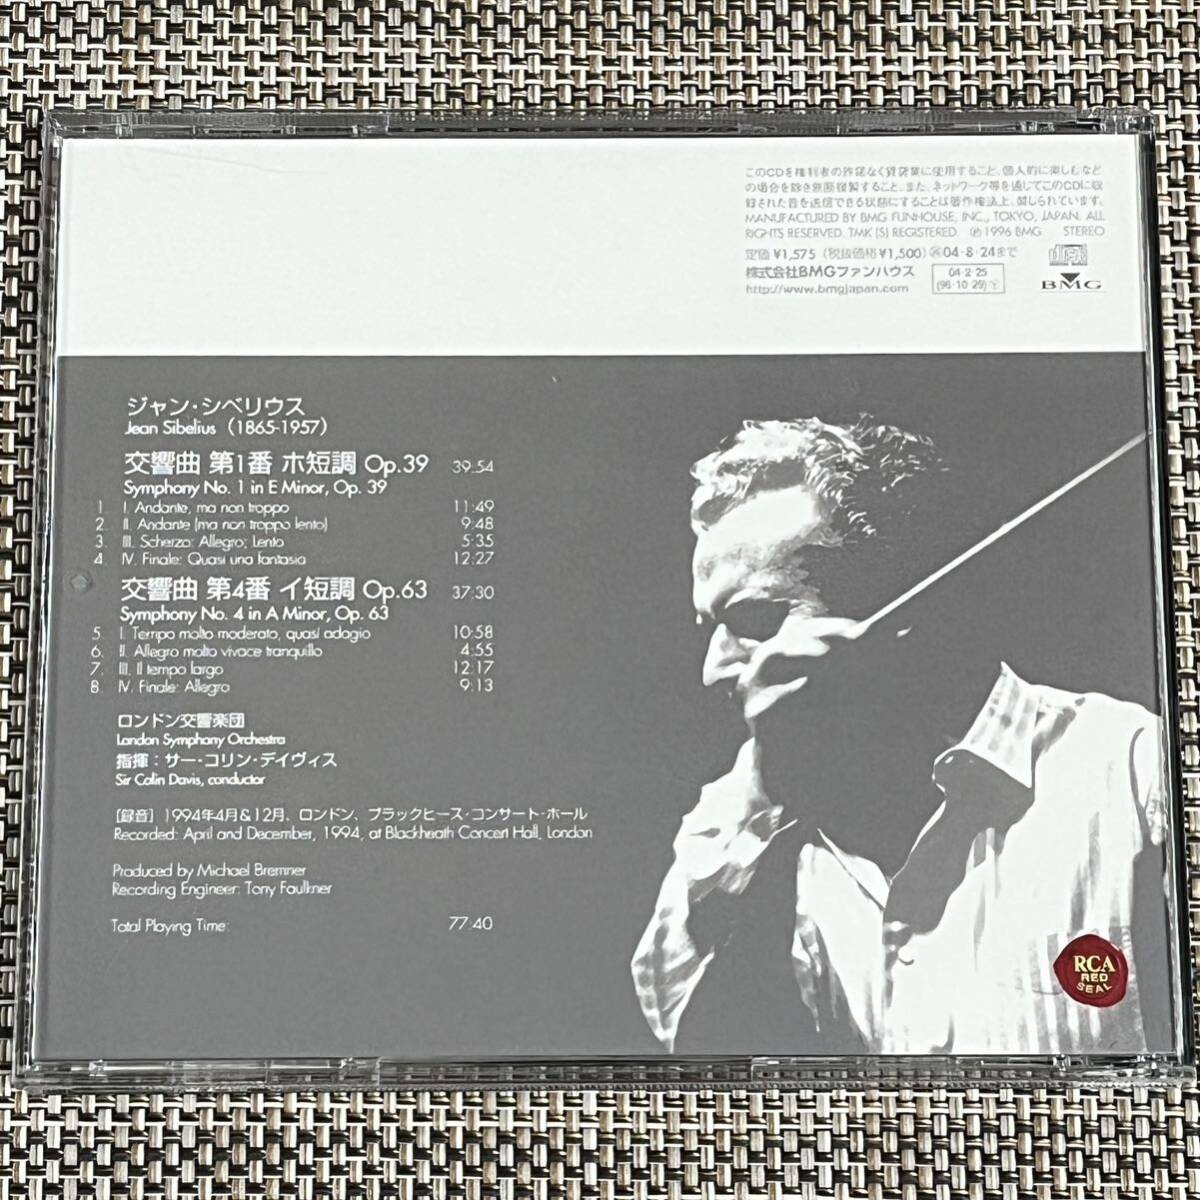 このCDを権利者の許諾なく賃貸業に使用すること、個人的に楽しむなど
の場合を除き無断複製すること、また、ネットワーク等を通じてこのCDに収
録された音を送信できる状態にすることは著作権法上、禁じられています。
MANUFACTURED BY BMG FUNHOUSE, INC., TOKYO, JAPAN. ALL
RIGHTS RESERVED. TMK (S) REGISTERED ℗ 1996 BMG STEREO
定価 ¥1,575 (税抜価格¥1,500) 04・8・24まで
株式会社BMGファンハウス
http://www.bmgjapan.com
04・2・25
(96・10・29)
BMG
ジャン・シベリウス
Jean Sibelius (1865-1957)
交響曲 第1番 ホ短調 Op.39 39:54
Symphony No. 1 in E Minor, Op. 39
1. I. Andante, ma non troppo 11:49
2. II. Andante (ma non troppo lento) 9:48
3. III. Scherzo: Allegro; Lento 5:35
4. IV. Finale: Quasi una fantasia 12:27
交響曲 第4番 イ短調 Op.63 37:30
Symphony No. 4 in A Minor, Op. 63
5. I. Tempo molto moderato, quasi adagio 10:58
6. II. Allegro molto vivace tranquillo 4:55
7. III. Il tempo largo 12:17
8. IV. Finale: Allegro 9:13
ロンドン交響楽団
London Symphony Orchestra
指揮：サー・コリン・デイヴィス
Sir Colin Davis, conductor
[録音] 1994年4月&12月、ロンドン、ブラックヒース・コンサート・ホール
Recorded: April and December, 1994, at Blackheath Concert Hall, London
Produced by Michael Bremner
Recording Engineer: Tony Faulkner
Total Playing Time: 77:40
RCA
RED
SEAL